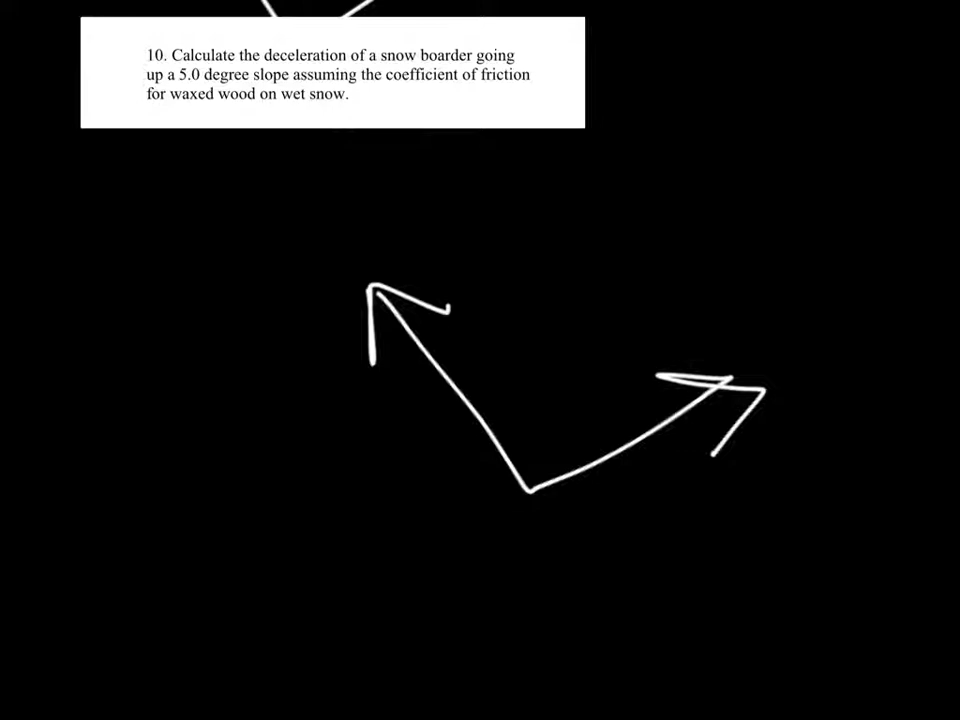 10. Calculate the deceleration of a snow boarder going
up a 5.0 degree slope assuming the coefficient of friction
for waxed wood on wet snow.